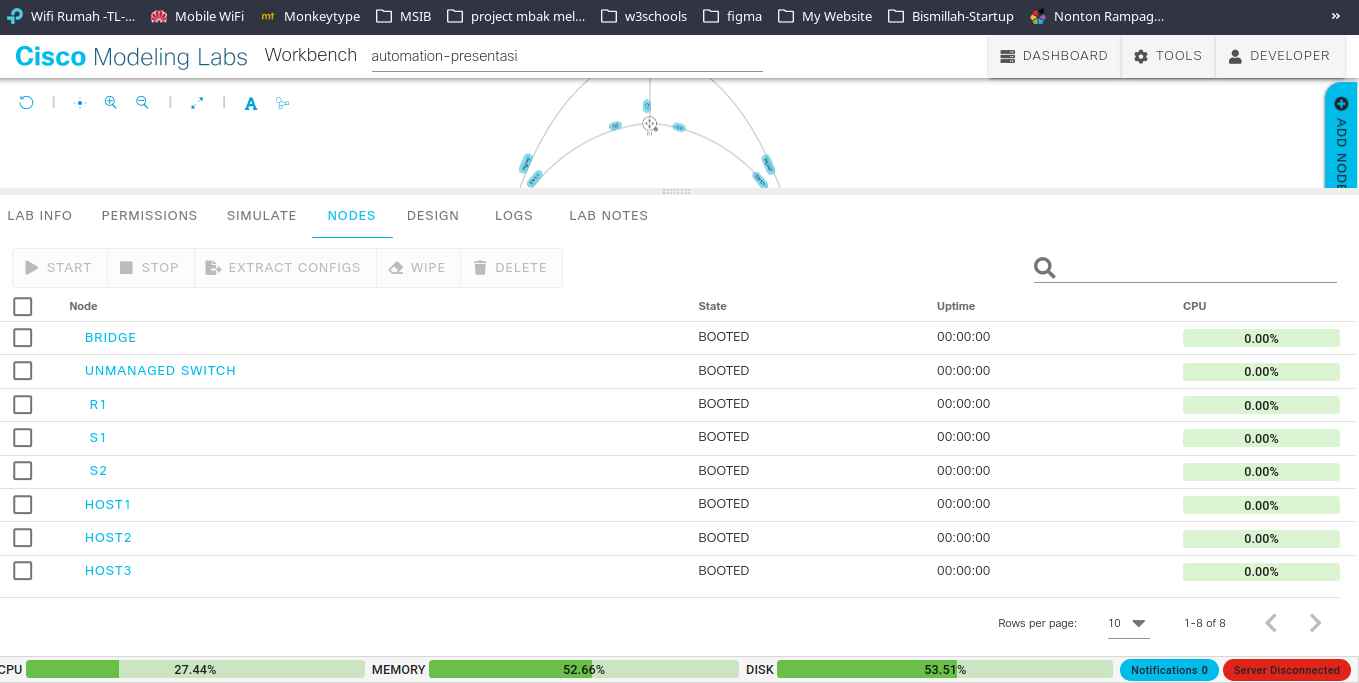 Wifi Rumah -TL-... Mobile WiFi mt Monkeytype MSIB project mbak mel... w3schools figma My Website Bismillah-Startup Nonton Rampag... »
Cisco Modeling Labs Workbench automation-presentasi DASHBOARD TOOLS DEVELOPER
A
ADD NODE
LAB INFO PERMISSIONS SIMULATE NODES DESIGN LOGS LAB NOTES
START STOP EXTRACT CONFIGS WIPE DELETE
Node State Uptime CPU
BRIDGE BOOTED 00:00:00 0.00%
UNMANAGED SWITCH BOOTED 00:00:00 0.00%
R1 BOOTED 00:00:00 0.00%
S1 BOOTED 00:00:00 0.00%
S2 BOOTED 00:00:00 0.00%
HOST1 BOOTED 00:00:00 0.00%
HOST2 BOOTED 00:00:00 0.00%
HOST3 BOOTED 00:00:00 0.00%
Rows per page: 10 1-8 of 8
CPU 27.44% MEMORY 52.66% DISK 53.51% Notifications 0 Server Disconnected